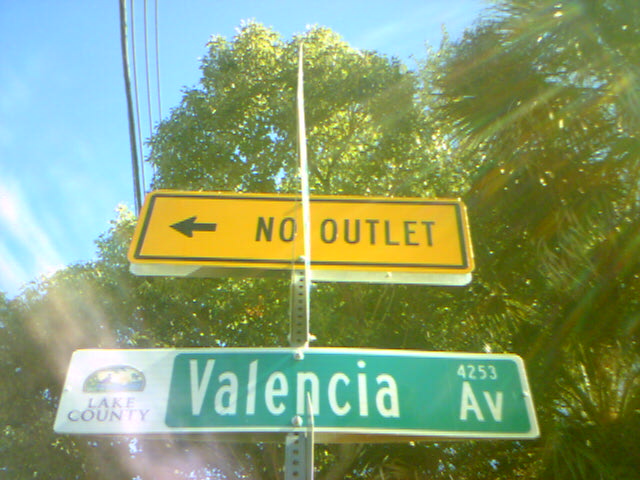 NO OUTLET
LAKE COUNTY
Valencia
4253
Av